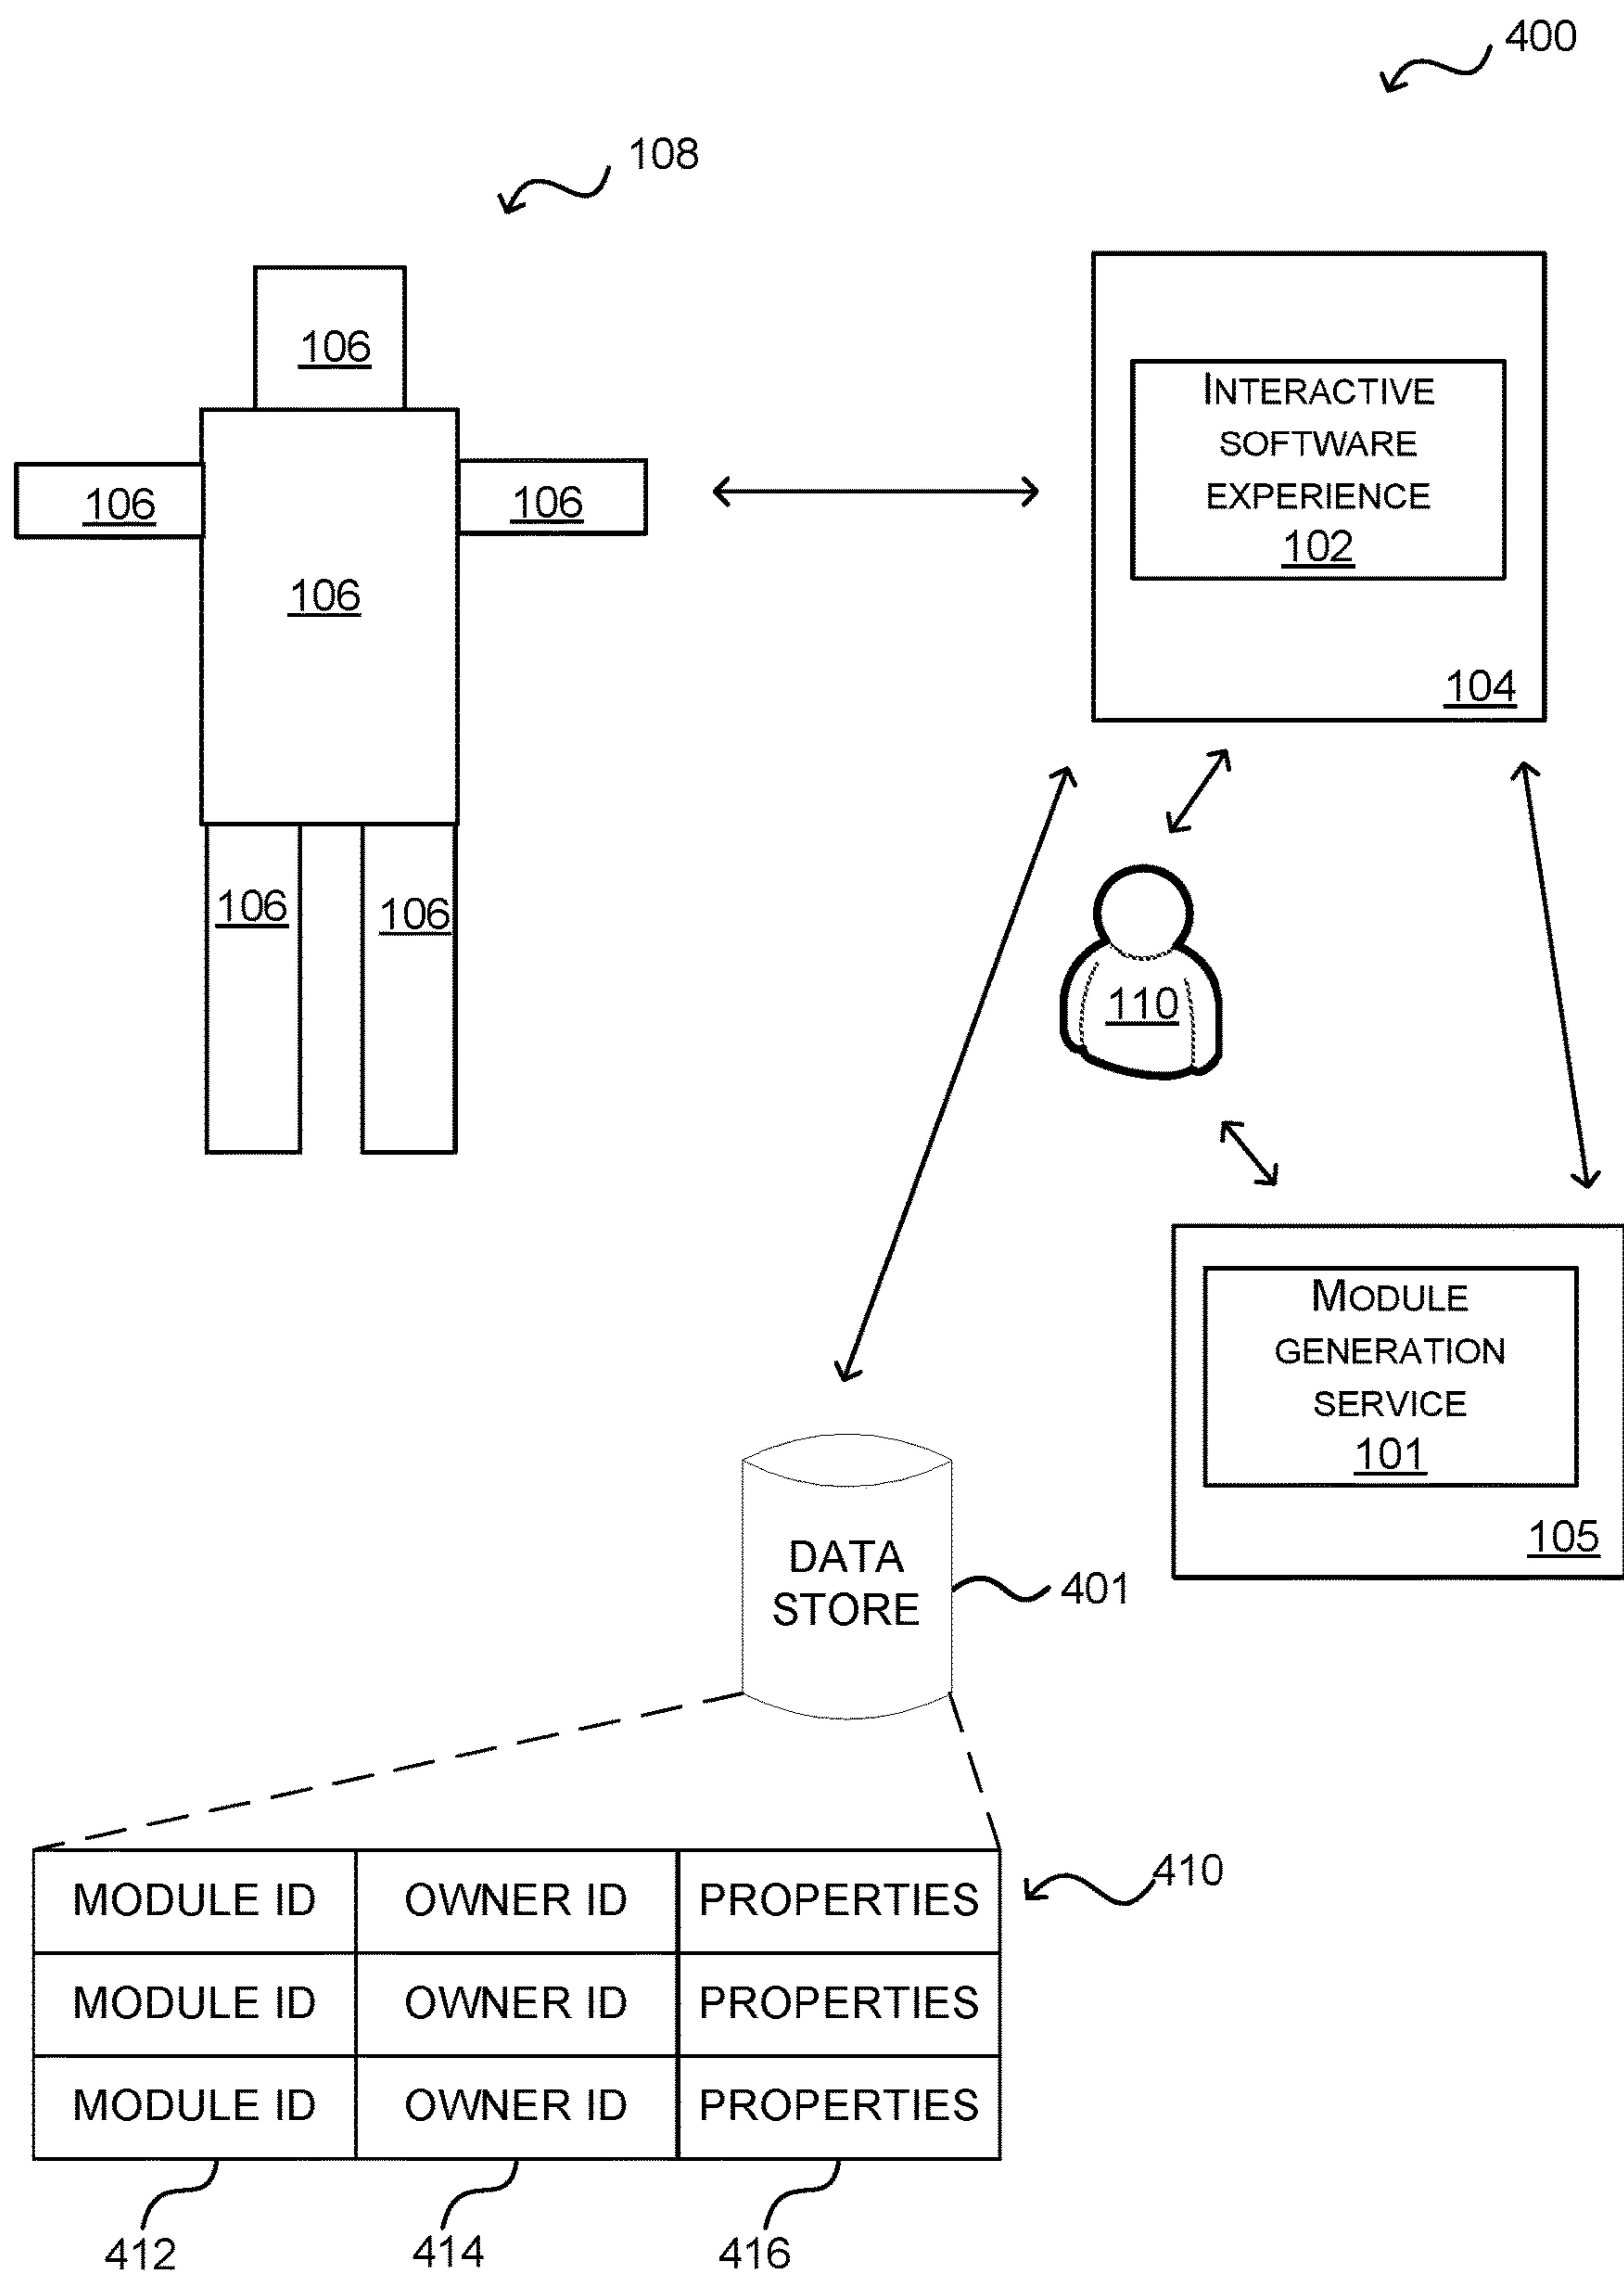 400
108
106
106
106
106
106
106
INTERACTIVE
SOFTWARE
EXPERIENCE
102
104
110
MODULE
GENERATION
SERVICE
101
105
DATA
STORE
401
410
MODULE ID OWNER ID PROPERTIES
MODULE ID OWNER ID PROPERTIES
MODULE ID OWNER ID PROPERTIES
412 414 416